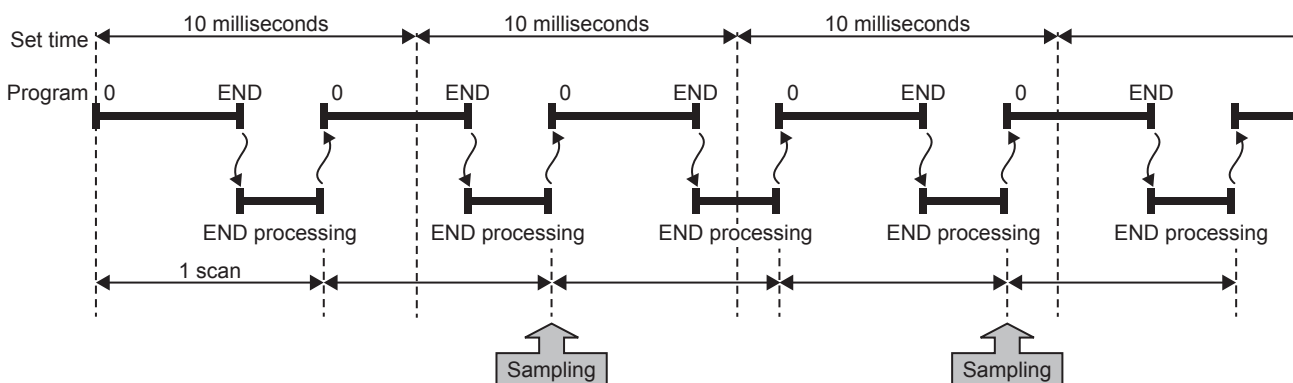 10 milliseconds 10 milliseconds 10 milliseconds
Set time
Program 0 END 0 END 0 END 0 END 0 END
END processing END processing END processing END processing END processing
1 scan
Sampling Sampling